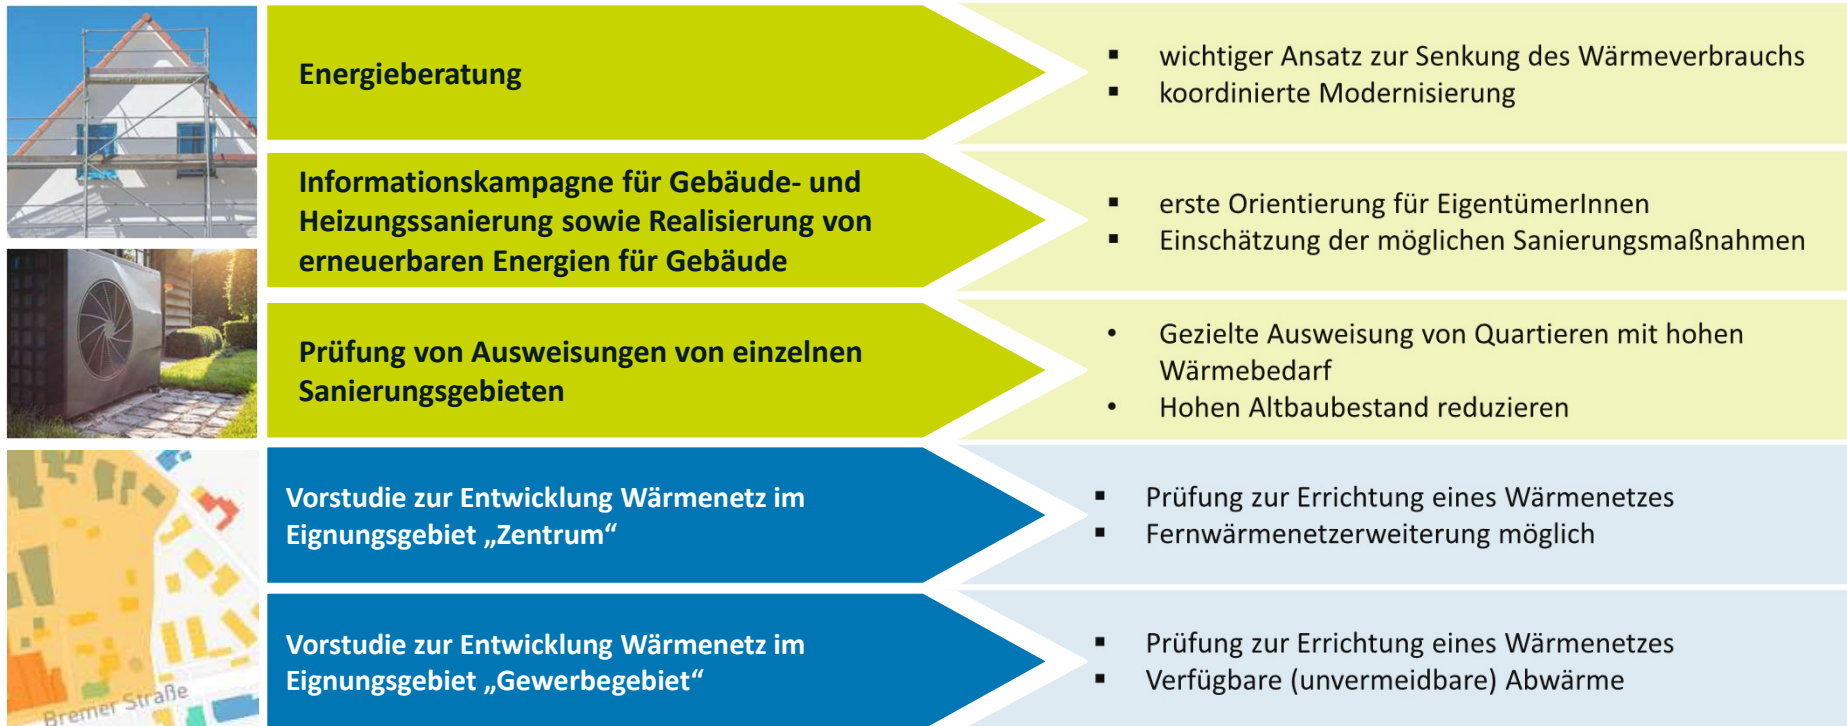 Energieberatung
▪ wichtiger Ansatz zur Senkung des Wärmeverbrauchs
▪ koordinierte Modernisierung
Informationskampagne für Gebäude- und
Heizungssanierung sowie Realisierung von
erneuerbaren Energien für Gebäude
▪ erste Orientierung für EigentümerInnen
▪ Einschätzung der möglichen Sanierungsmaßnahmen
Prüfung von Ausweisungen von einzelnen
Sanierungsgebieten
• Gezielte Ausweisung von Quartieren mit hohen
Wärmebedarf
• Hohen Altbaubestand reduzieren
Vorstudie zur Entwicklung Wärmenetz im
Eignungsgebiet „Zentrum“
▪ Prüfung zur Errichtung eines Wärmenetzes
▪ Fernwärmenetzerweiterung möglich
Vorstudie zur Entwicklung Wärmenetz im
Eignungsgebiet „Gewerbegebiet“
▪ Prüfung zur Errichtung eines Wärmenetzes
▪ Verfügbare (unvermeidbare) Abwärme
Bremer Straße